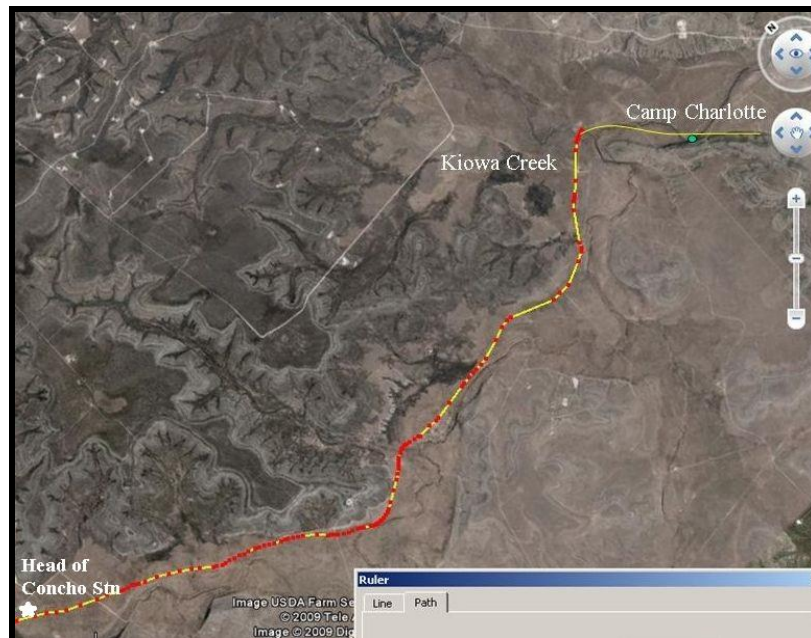 N
Camp Charlotte
Kiowa Creek
Head of
Concho Stn
Ruler
Line Path
Image USDA Farm Se
© 2009 Tele A
Image © 2009 Dig